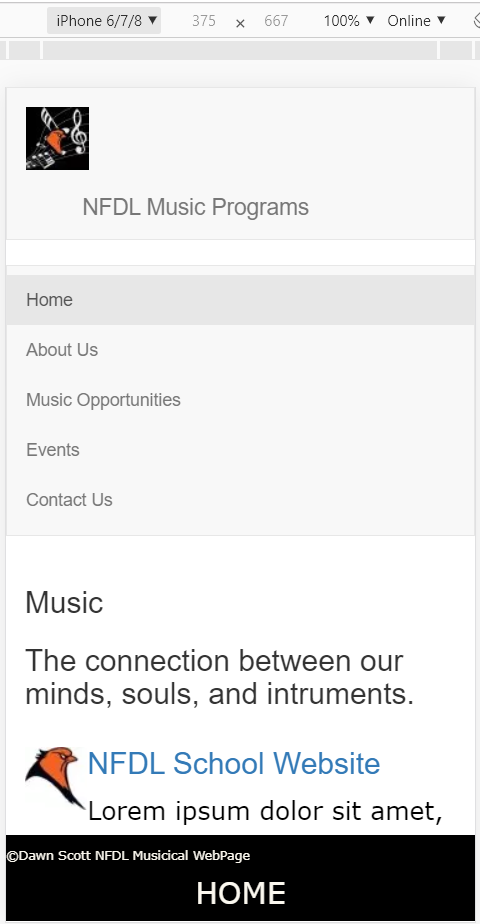 iPhone 6/7/8 ▼ 375 × 667 100% ▼ Online ▼
NFDL Music Programs
Home
About Us
Music Opportunities
Events
Contact Us
Music
The connection between our
minds, souls, and intruments.
NFDL School Website
Lorem ipsum dolor sit amet,
©Dawn Scott NFDL Musicical WebPage
HOME